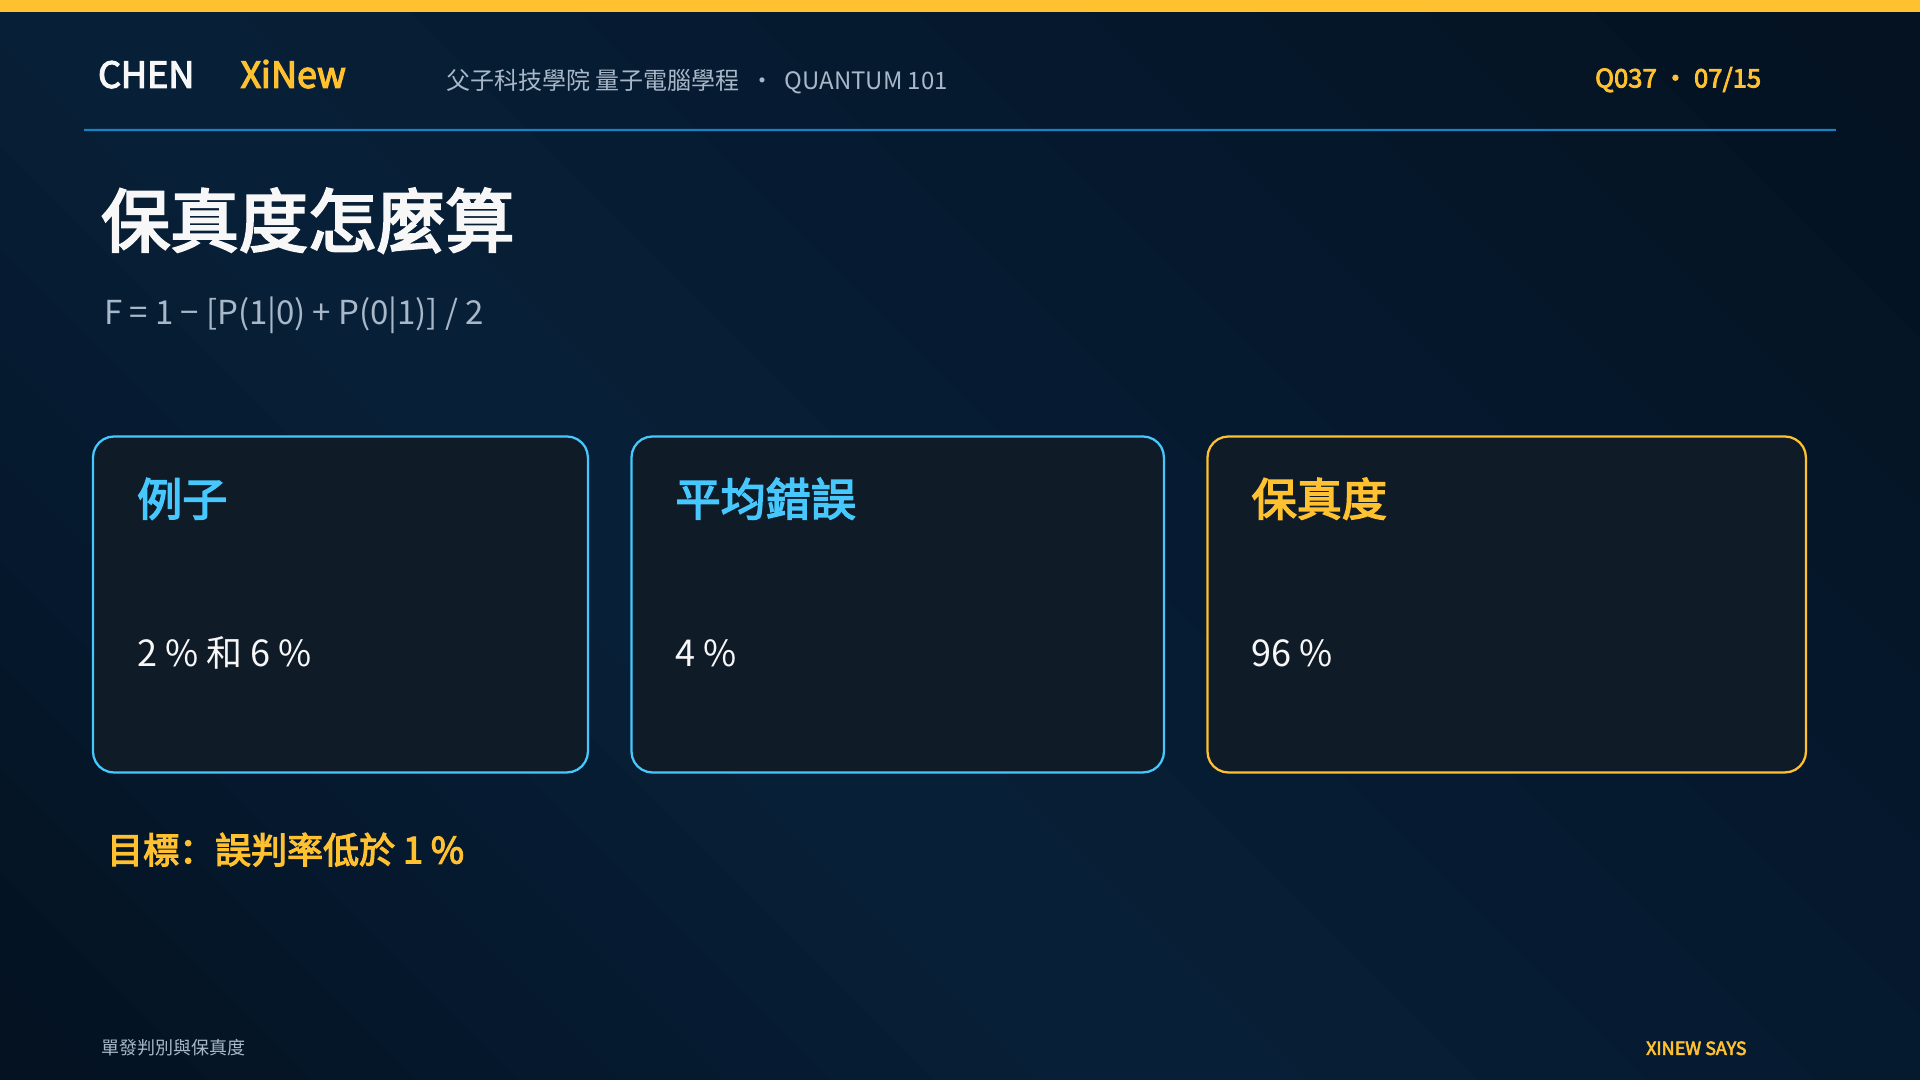 CHEN XiNew 父子科技學院 量子電腦學程 · QUANTUM 101 Q037 · 07/15
保真度怎麼算
F = 1 − [P(1|0) + P(0|1)] / 2
例子
2 % 和 6 %
平均錯誤
4 %
保真度
96 %
目標：誤判率低於 1 %
單發判別與保真度
XINEW SAYS